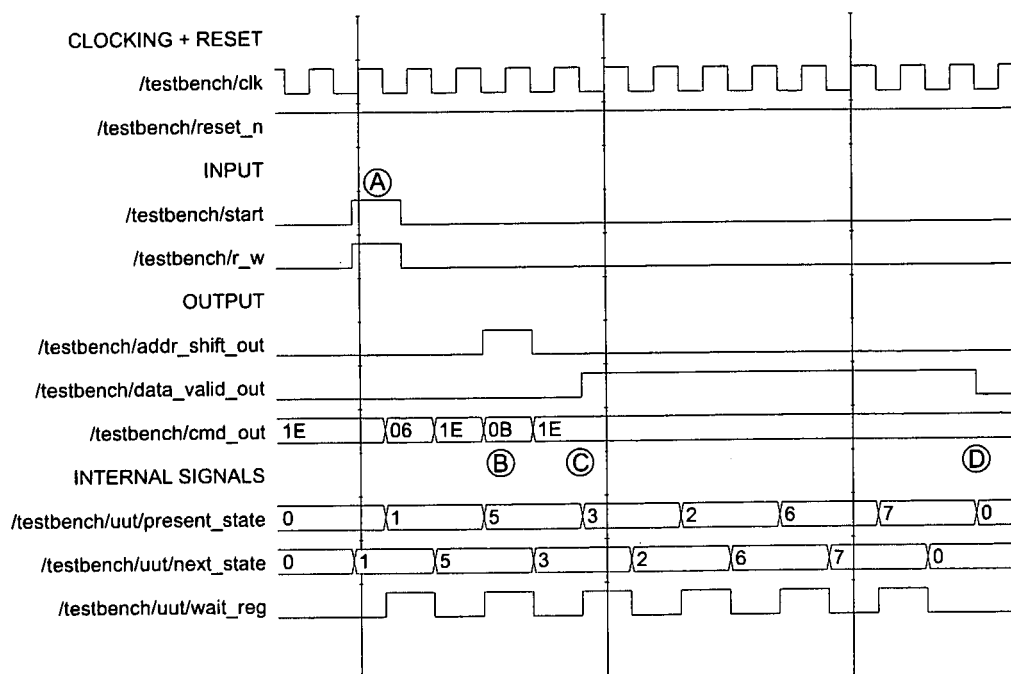 CLOCKING + RESET
/testbench/clk
/testbench/reset_n
INPUT
A
/testbench/start
/testbench/r_w
OUTPUT
/testbench/addr_shift_out
/testbench/data_valid_out
/testbench/cmd_out 1E 06 1E 0B 1E
B C D
INTERNAL SIGNALS
/testbench/uut/present_state 0 1 5 3 2 6 7 0
/testbench/uut/next_state 0 1 5 3 2 6 7 0
/testbench/uut/wait_reg